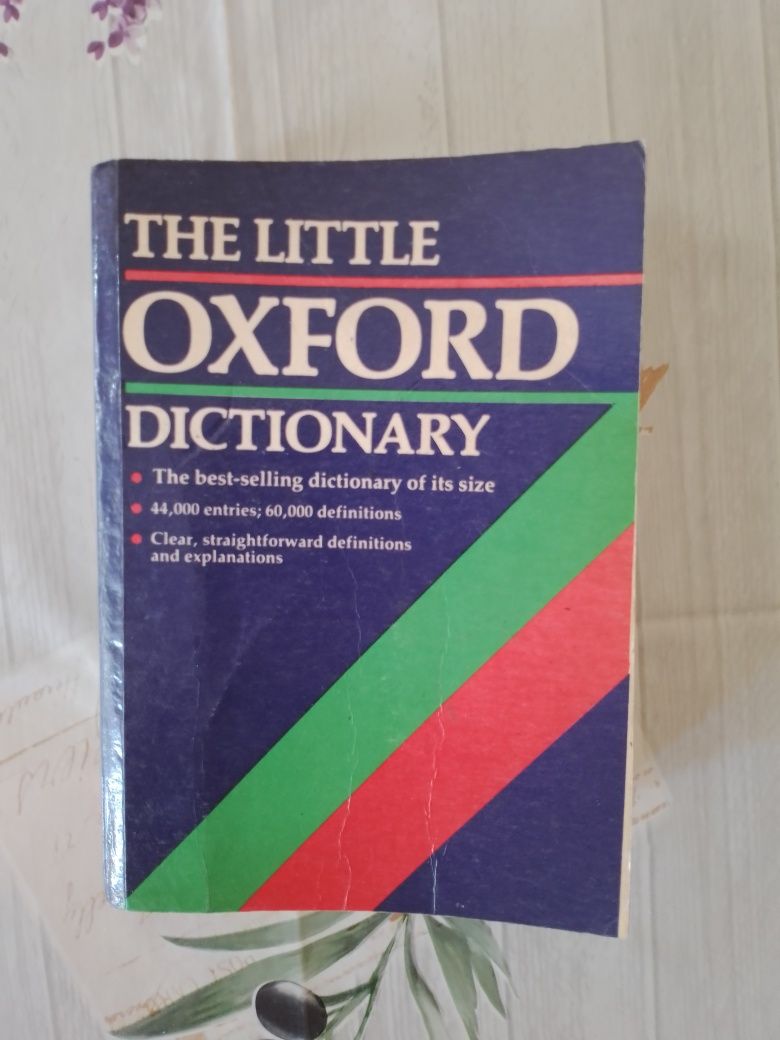 THE LITTLE
OXFORD
DICTIONARY
• The best-selling dictionary of its size
• 44,000 entries; 60,000 definitions
• Clear, straightforward definitions
and explanations